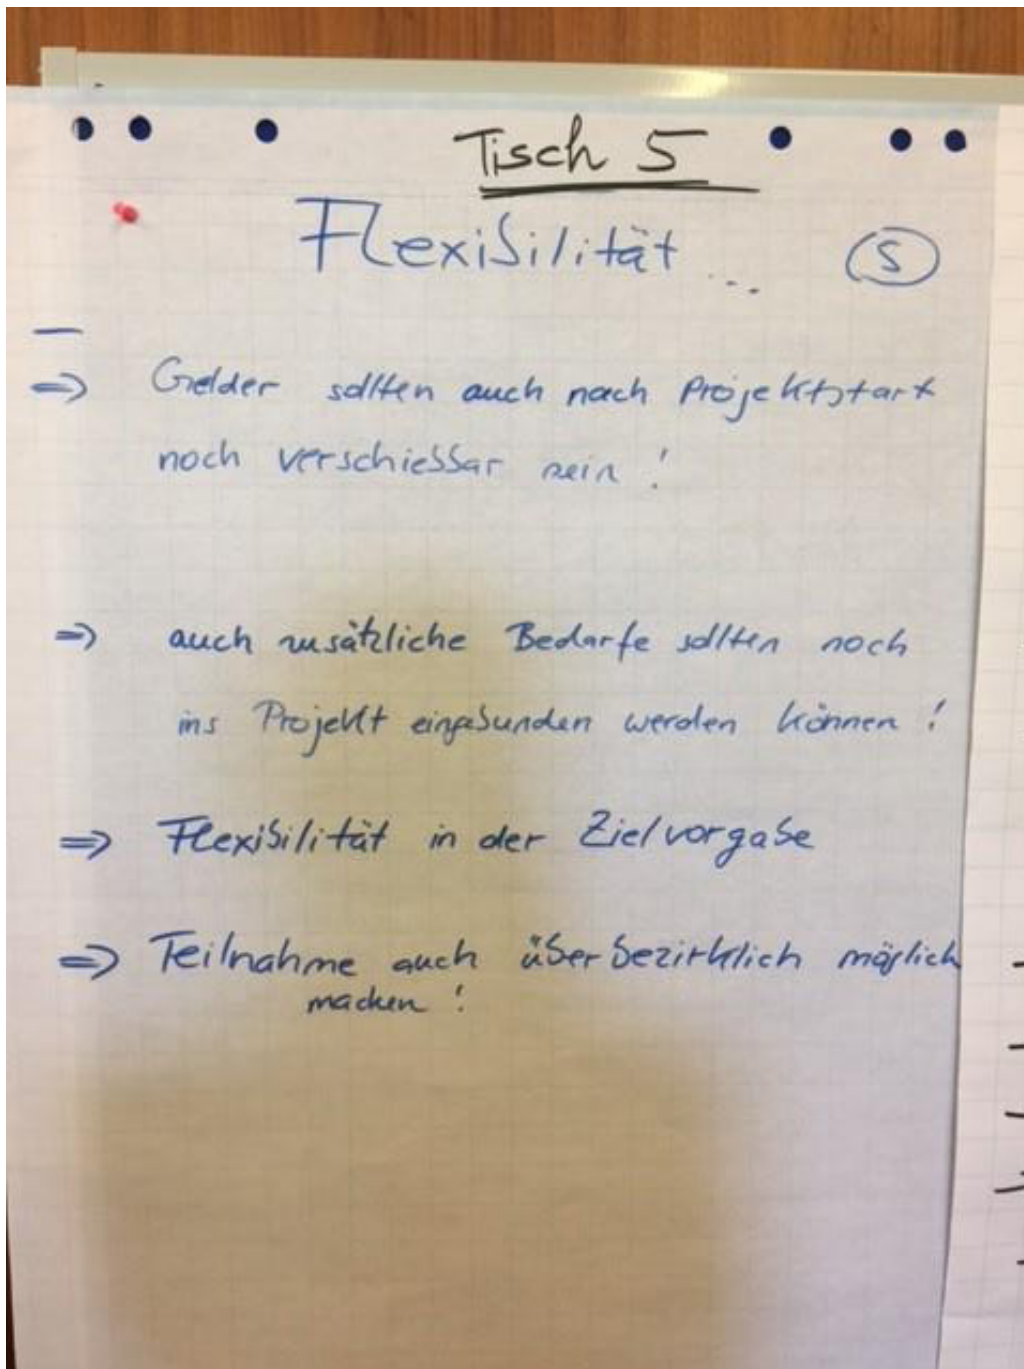 Tisch 5
Flexibilität... 5
⇒ Gelder sollten auch nach Projektstart
noch verschiebbar sein!
⇒ auch zusätzliche Bedarfe sollten noch
ins Projekt eingebunden werden können!
⇒ Flexibilität in der Zielvorgabe
⇒ Teilnahme auch überbezirklich möglich
machen!